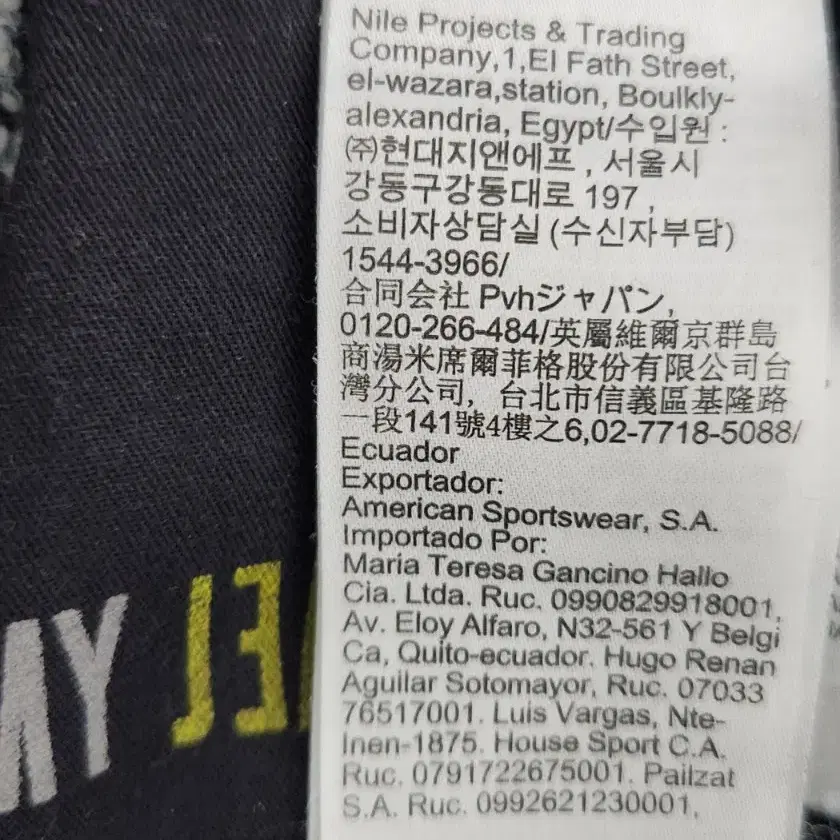 Nile Projects & Trading
Company,1,El Fath Street,
el-wazara,station, Boulkly-
alexandria, Egypt/수입원 :
㈜현대지앤에프 , 서울시
강동구강동대로 197 ,
소비자상담실 (수신자부담)
1544-3966/
合同会社 Pvhジャパン,
0120-266-484/英屬維爾京群島
商湯米席爾菲格股份有限公司台
灣分公司, 台北市信義區基隆路
一段141號4樓之6,02-7718-5088/
Ecuador
Exportador:
American Sportswear, S.A.
Importado Por:
Maria Teresa Gancino Hallo
Cia. Ltda. Ruc. 0990829918001,
Av. Eloy Alfaro, N32-561 Y Belgi
Ca, Quito-ecuador. Hugo Renan
Aguilar Sotomayor, Ruc. 07033
76517001. Luis Vargas, Nte-
Inen-1875. House Sport C.A.
Ruc. 0791722675001. Pailzat
S.A. Ruc. 0992621230001,
MY JE